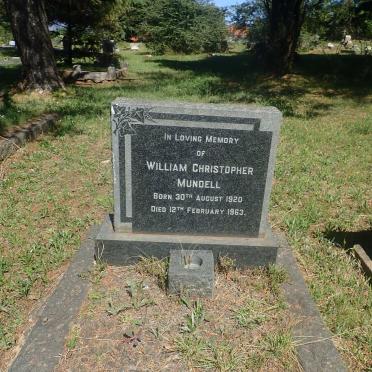 IN LOVING MEMORY
OF
WILLIAM CHRISTOPHER
MUNDELL
BORN 30TH AUGUST 1920
DIED 12TH FEBRUARY 1963.